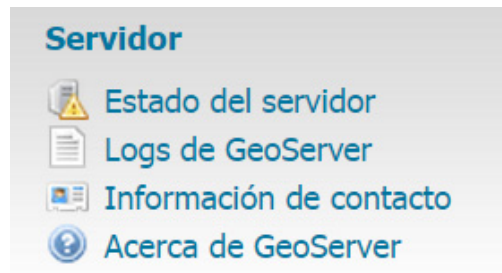 Servidor
Estado del servidor
Logs de GeoServer
Información de contacto
Acerca de GeoServer